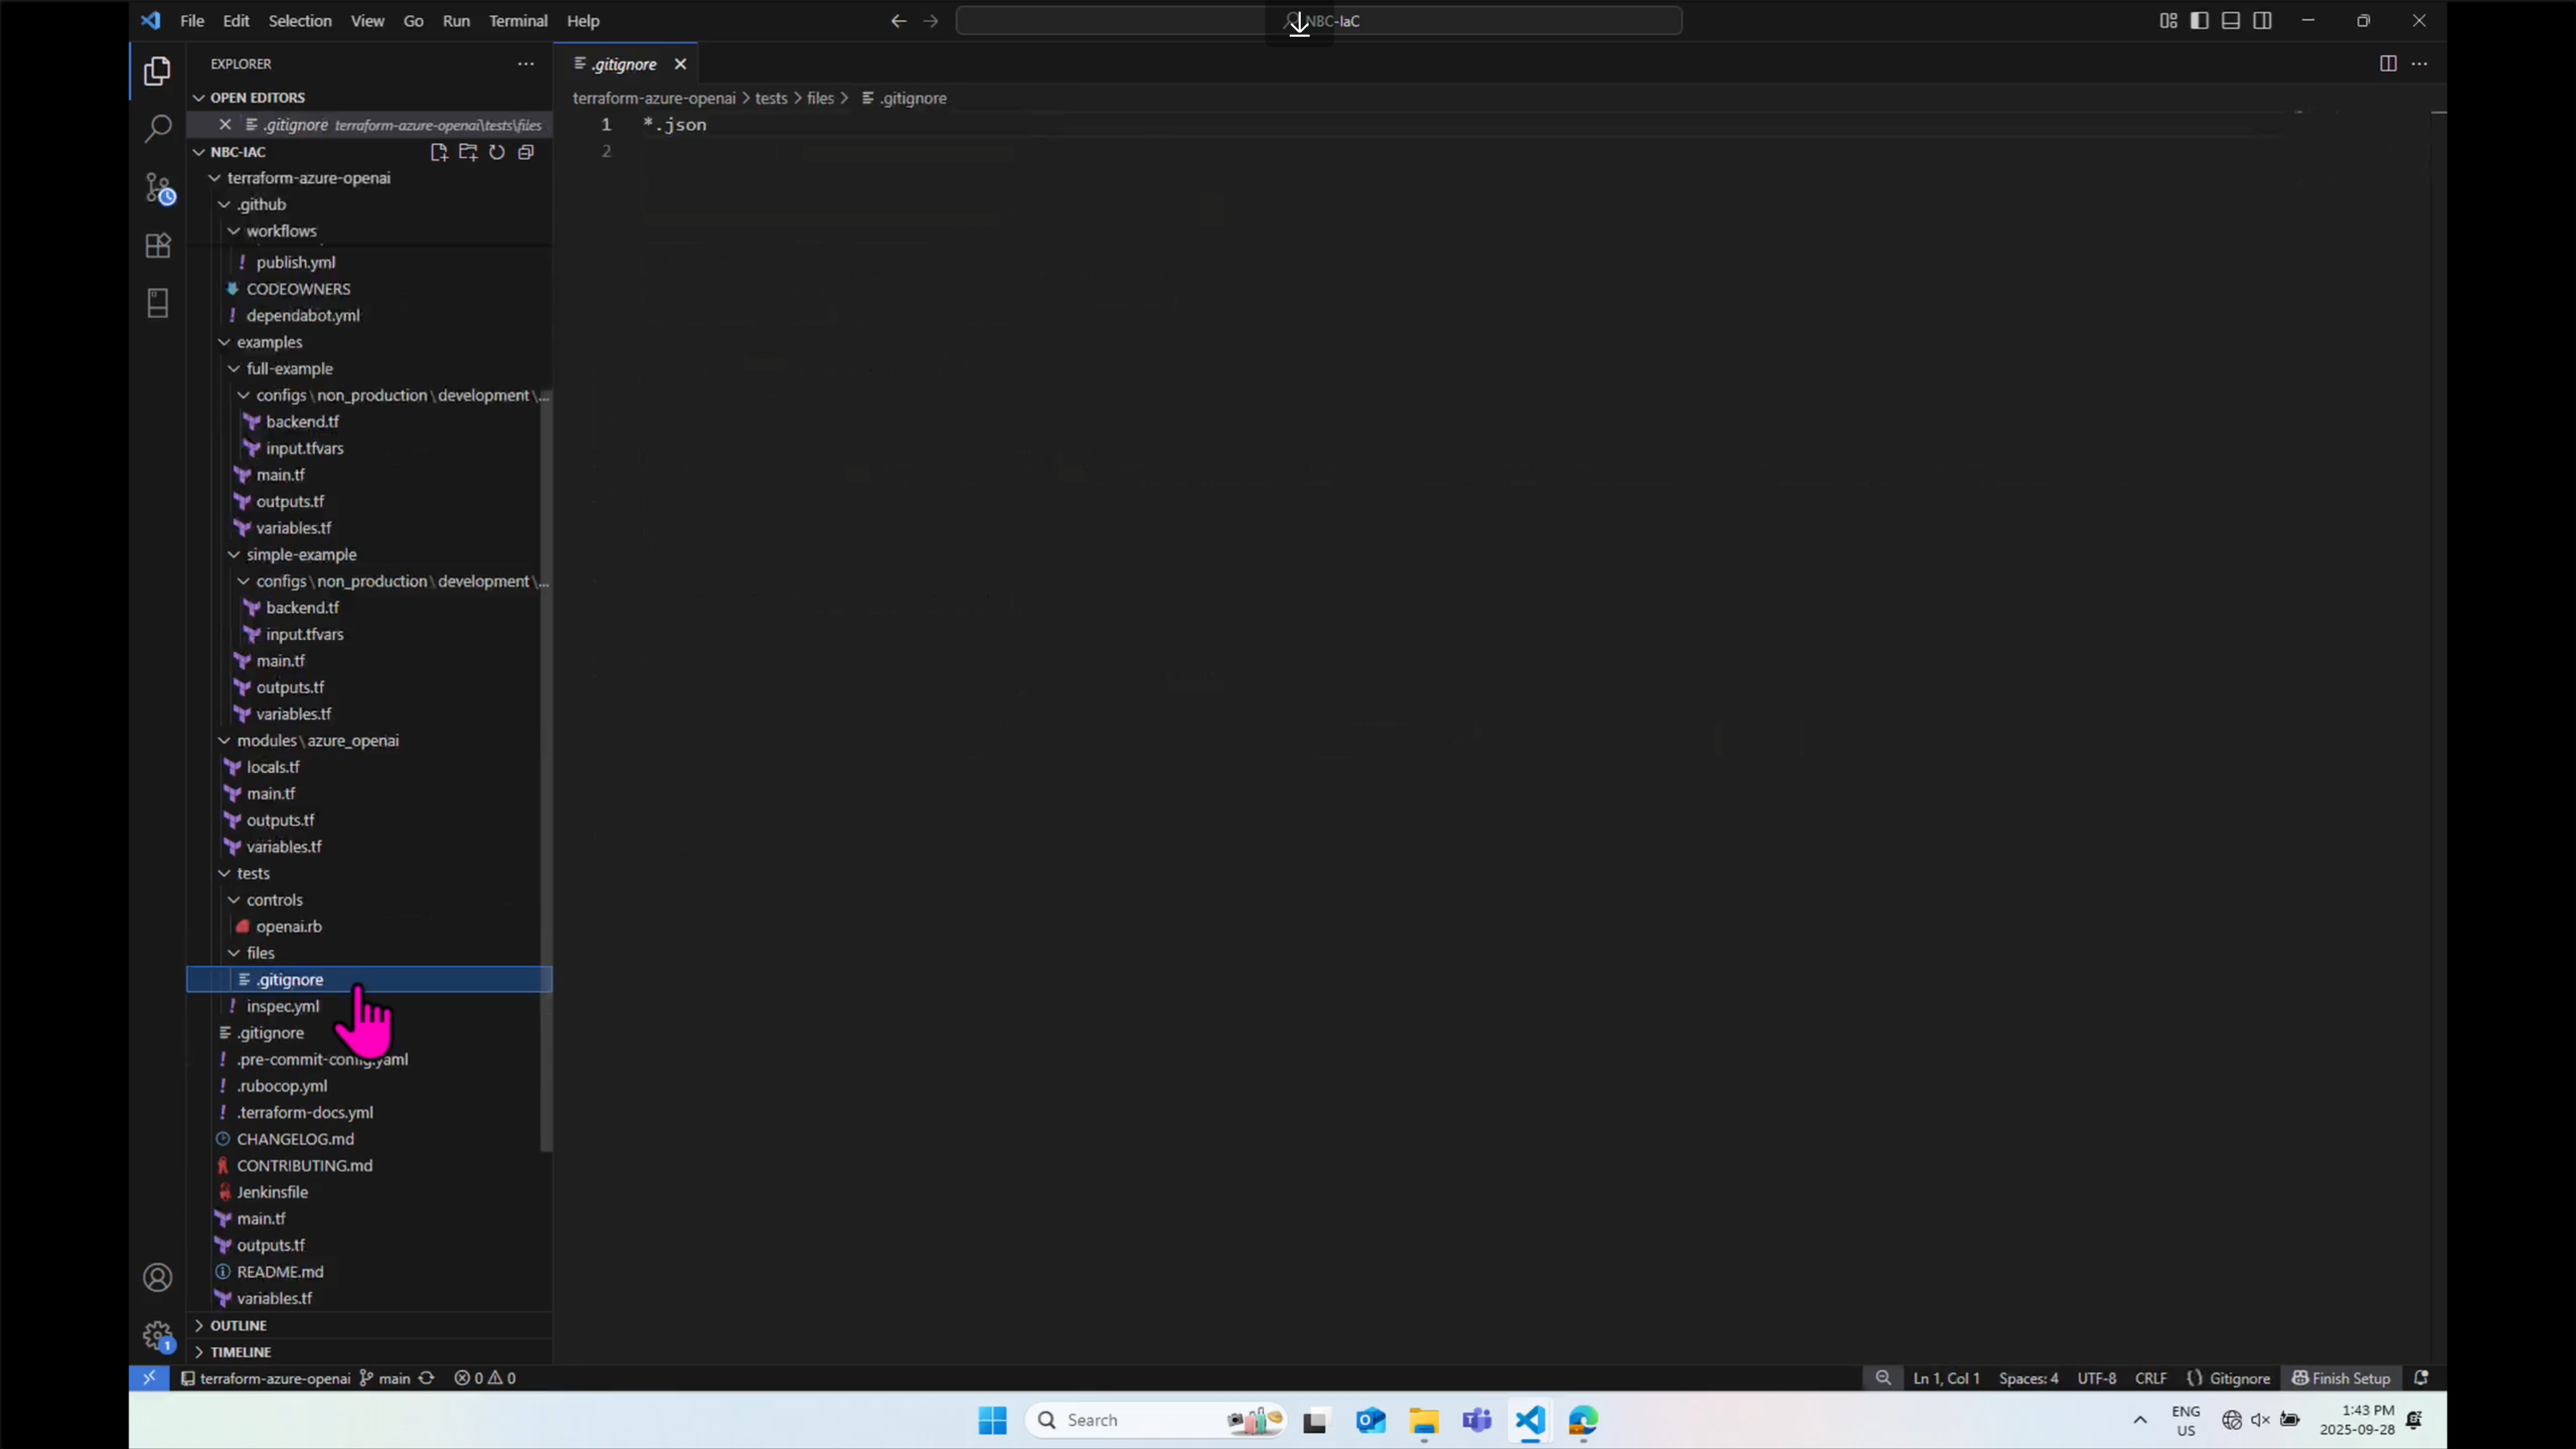 File Edit Selection View Go Run Terminal Help
NBC-IaC
EXPLORER
.gitignore
OPEN EDITORS
terraform-azure-openai > tests > files > .gitignore
.gitignore terraform-azure-openai\tests\files
1 *.json
2
NBC-IAC
terraform-azure-openai
.github
workflows
publish.yml
CODEOWNERS
dependabot.yml
examples
full-example
configs\non_production\development\...
backend.tf
input.tfvars
main.tf
outputs.tf
variables.tf
simple-example
configs\non_production\development\...
backend.tf
input.tfvars
main.tf
outputs.tf
variables.tf
modules\azure_openai
locals.tf
main.tf
outputs.tf
variables.tf
tests
controls
openai.rb
files
.gitignore
inspec.yml
.gitignore
.pre-commit-config.yaml
.rubocop.yml
.terraform-docs.yml
CHANGELOG.md
CONTRIBUTING.md
Jenkinsfile
main.tf
outputs.tf
README.md
variables.tf
OUTLINE
1
TIMELINE
terraform-azure-openai main 0 0
Ln 1, Col 1 Spaces: 4 UTF-8 CRLF {} Gitignore Finish Setup
Search
ENG
US
1:43 PM
2025-09-28